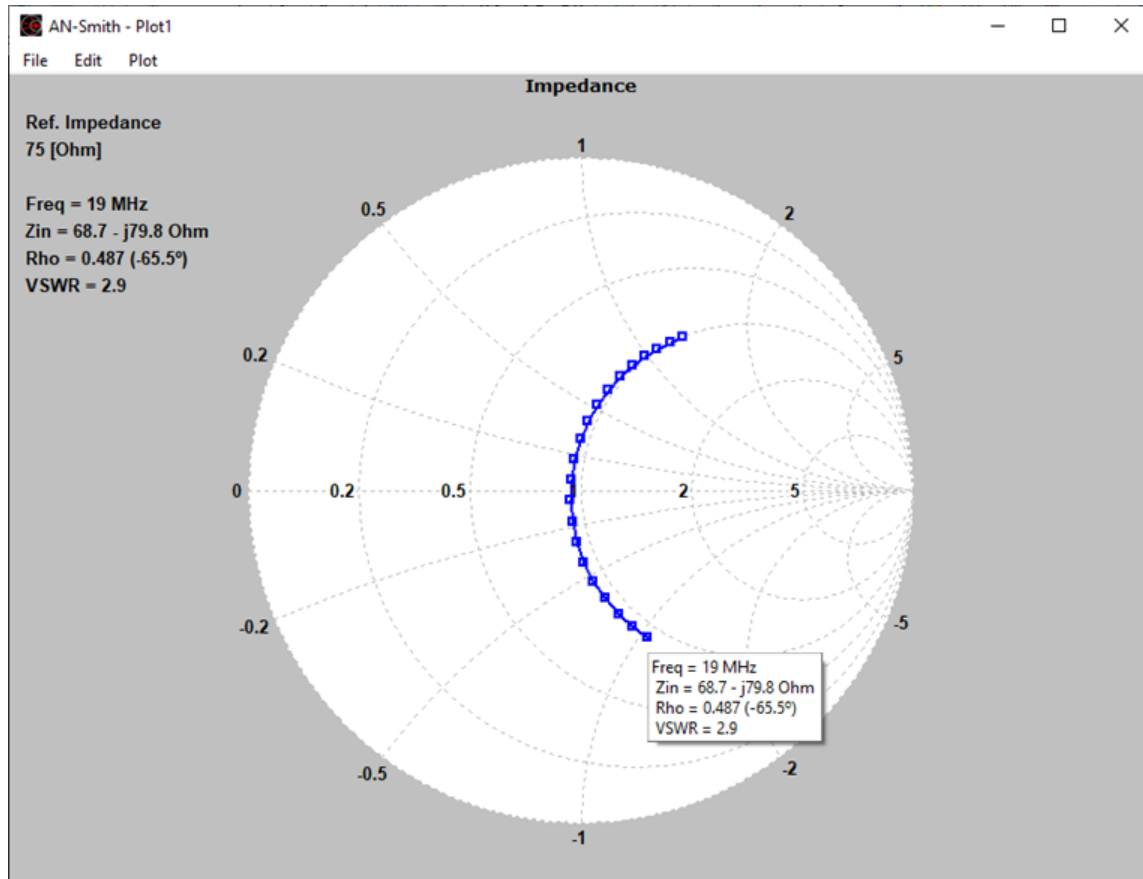 AN-Smith - Plot1
File Edit Plot
Impedance
Ref. Impedance
75 [Ohm]
Freq = 19 MHz
Zin = 68.7 - j79.8 Ohm
Rho = 0.487 (-65.5º)
VSWR = 2.9
1
0.5
2
0.2
5
0 0.2 0.5 1 2 5
-0.2
-5
-0.5
-2
-1
Freq = 19 MHz
Zin = 68.7 - j79.8 Ohm
Rho = 0.487 (-65.5º)
VSWR = 2.9